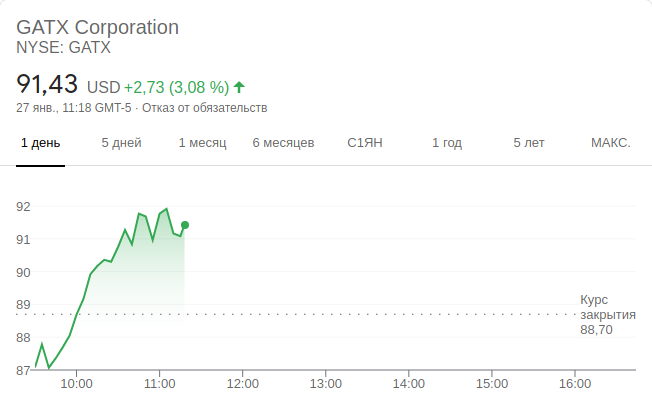 GATX Corporation
NYSE: GATX
91,43 USD +2,73 (3,08 %)
27 янв., 11:18 GMT-5 · Отказ от обязательств
1 день 5 дней 1 месяц 6 месяцев С1ЯН 1 год 5 лет МАКС.
92
91
90
89
88
87
Курс
закрытия
88,70
10:00 11:00 12:00 13:00 14:00 15:00 16:00